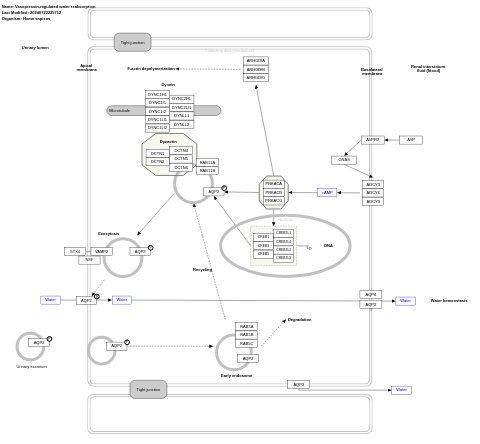 Name: Vasopressin-regulated water reabsorption
Last Modified: 20240722235712
Organism: Homo sapiens
Tight junction
Urinary lumen
Apical
membrane
F-actin depolymerization
ARHGDIA
ARHGDIB
ARHGDIG
Basolateral
membrane
Renal interstitum
fluid (blood)
Dynein
DYNC1H1
DYNC2H1
DYNC1I1
DYNC2LI1
Microtubule
DYNC1I2
DYNLL1
DYNC1LI1
DYNLL2
DYNC1LI2
Dynactin
DCTN1
DCTN4
DCTN2
DCTN5
DCTN6
RAB11A
RAB11B
AQP2
P
PRKACA
PRKACB
PRKACG
cAMP
GNAS
AVPR2
AVP
ADCY3
ADCY6
ADCY9
CREB1
CREB3
CREB5
CREB3L1
CREB3L4
CREB3L2
CREB3L3
DNA
Exocytosis
STX4
VAMP2
NSF
AQP2
P
Recycling
Water
AQP2
P
Water
AQP4
AQP3
Water
Water homeostasis
Degradation
RAB5A
RAB5B
RAB5C
AQP2
Early endosome
AQP2
P
AQP2
P
Urinary excretion
Tight junction
AQP3
Water